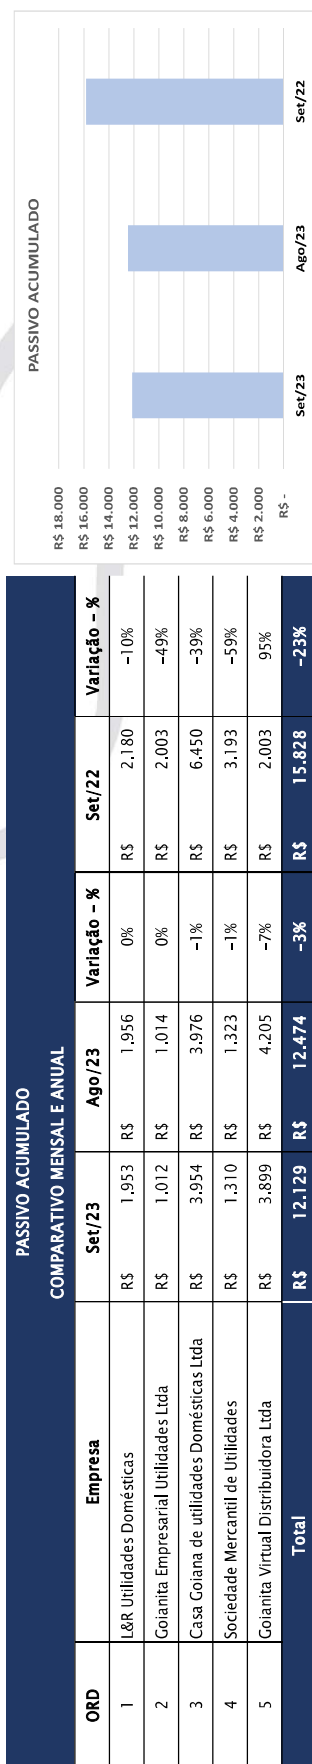 PASSIVO ACUMULADO
COMPARATIVO MENSAL E ANUAL
ORD Empresa Set/23 Ago/23 Variação - % Set/22 Variação - %
1 L&R Utilidades Domésticas R$ 1.953 R$ 1.956 0% R$ 2.180 -10%
2 Goianita Empresarial Utilidades Ltda R$ 1.012 R$ 1.014 0% R$ 2.003 -49%
3 Casa Goiana de utilidades Domésticas Ltda R$ 3.954 R$ 3.976 -1% R$ 6.450 -39%
4 Sociedade Mercantil de Utilidades R$ 1.310 R$ 1.323 -1% R$ 3.193 -59%
5 Goianita Virtual Distribuidora Ltda R$ 3.899 R$ 4.205 -7% R$ 2.003 95%
Total R$ 12.129 R$ 12.474 -3% R$ 15.828 -23%
PASSIVO ACUMULADO
R$ 18.000
R$ 16.000
R$ 14.000
R$ 12.000
R$ 10.000
R$ 8.000
R$ 6.000
R$ 4.000
R$ 2.000
R$ -
Set/23 Ago/23 Set/22